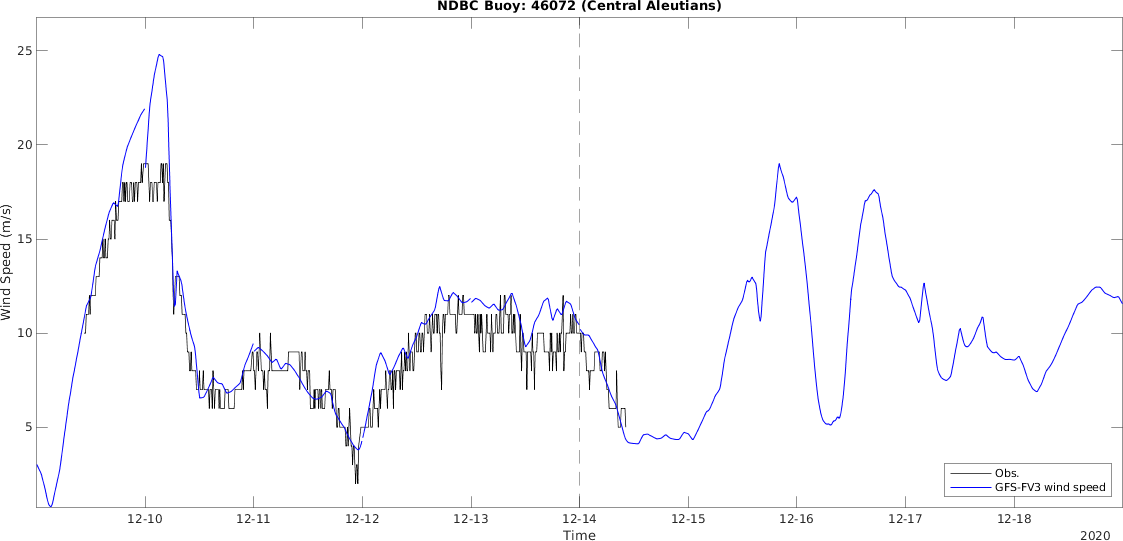 NDBC Buoy: 46072 (Central Aleutians)
25
20
15
10
5
Wind Speed (m/s)
12-10 12-11 12-12 12-13 12-14 12-15 12-16 12-17 12-18
Time
2020
Obs.
GFS-FV3 wind speed